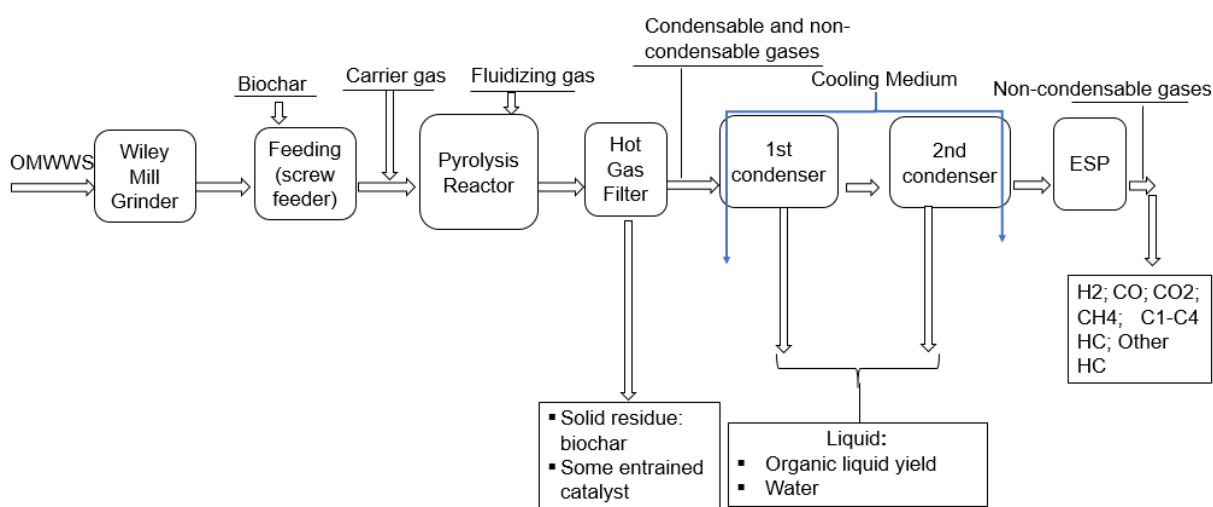 Condensable and non-
condensable gases
Cooling Medium
Biochar
Carrier gas
Fluidizing gas
Non-condensable gases
OMWWS
Wiley
Mill
Grinder
Feeding
(screw
feeder)
Pyrolysis
Reactor
Hot
Gas
Filter
1st
condenser
2nd
condenser
ESP
H2; CO; CO2;
CH4; C1-C4
HC; Other
HC
▪ Solid residue:
biochar
▪ Some entrained
catalyst
Liquid:
▪ Organic liquid yield
▪ Water